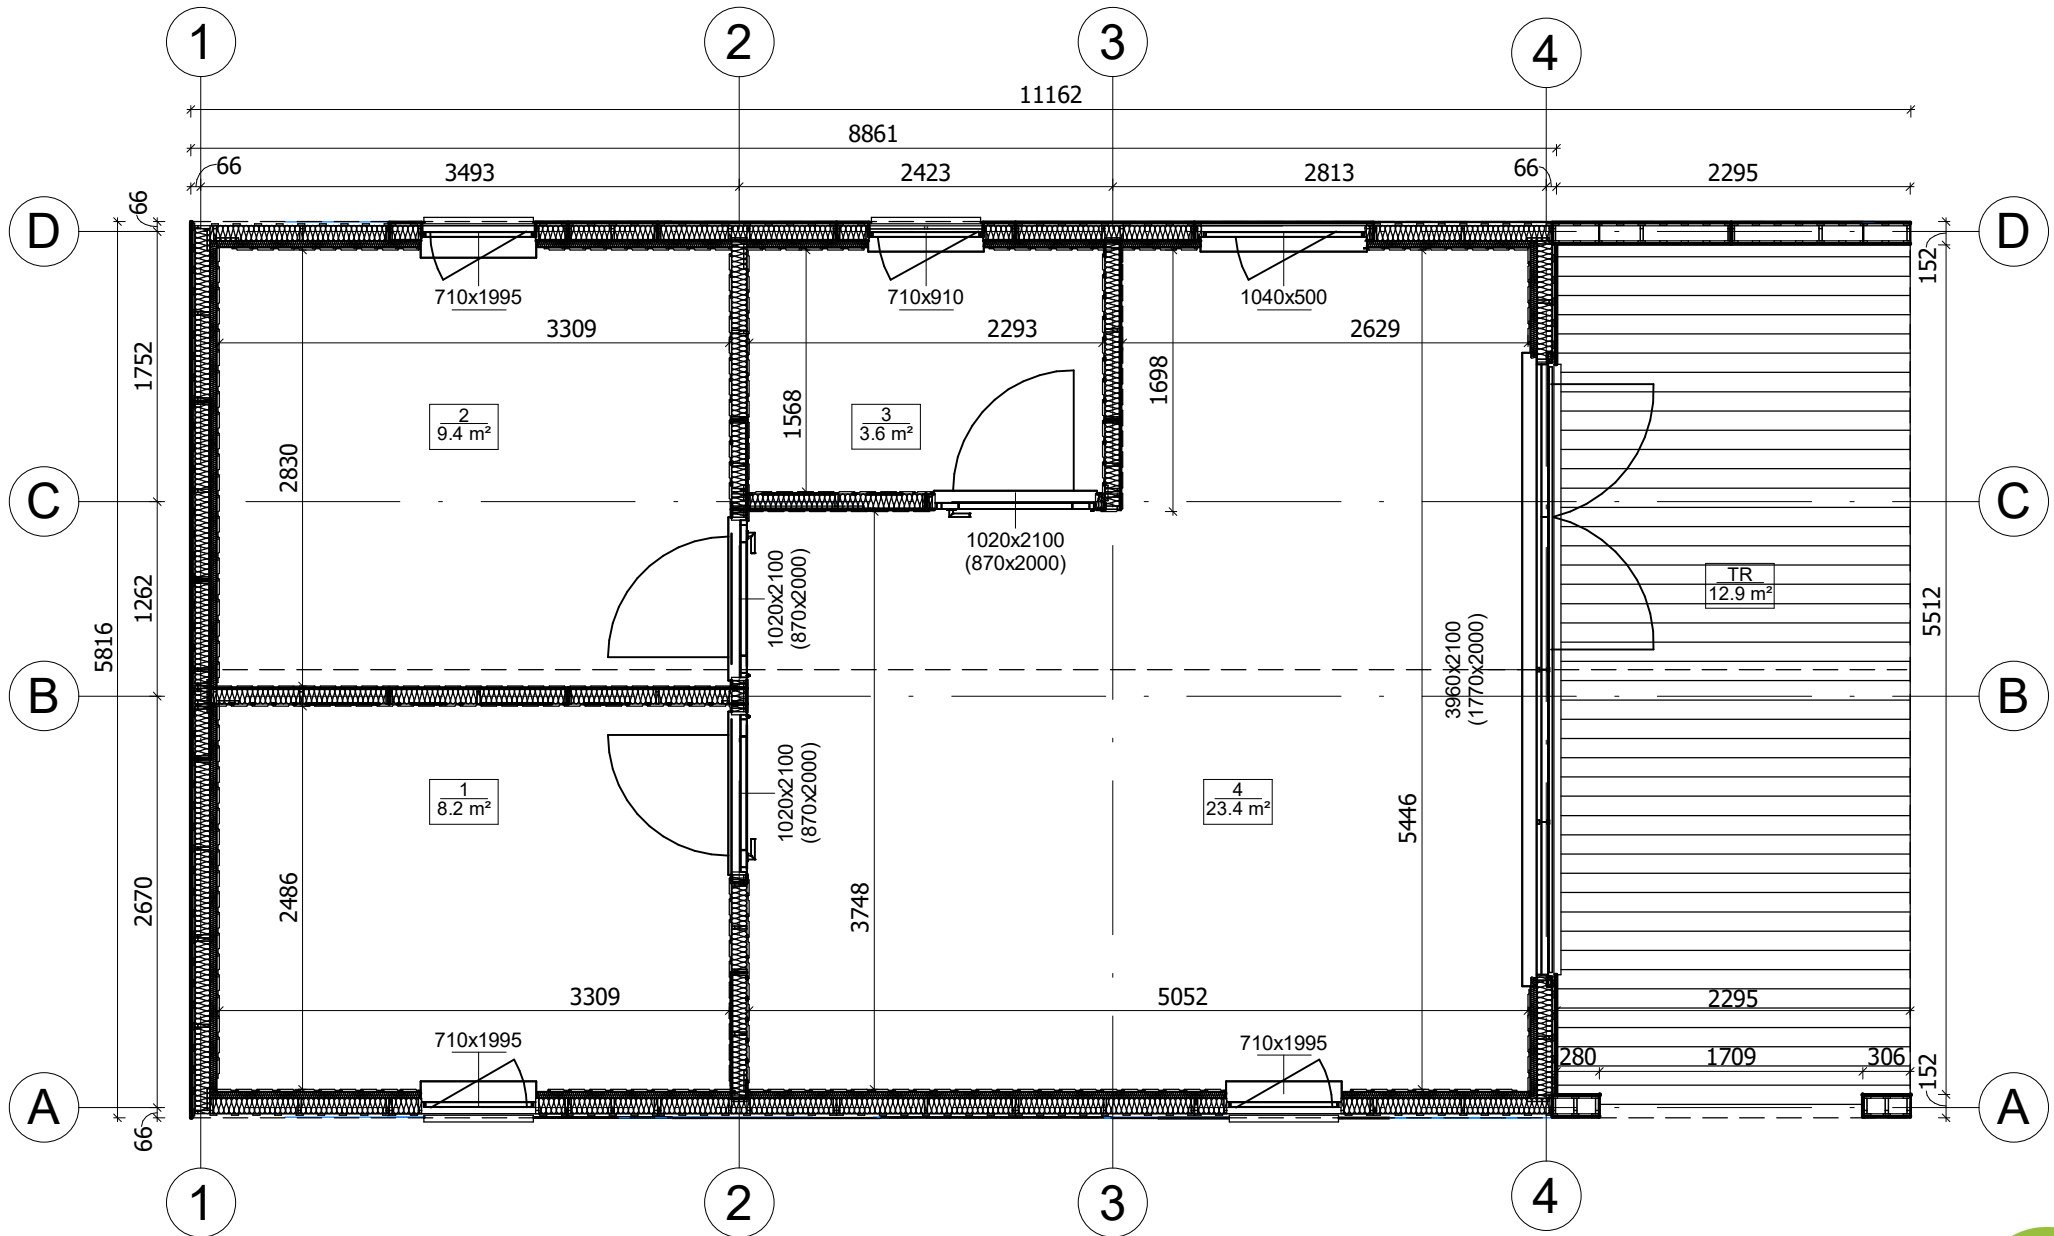 1
2
3
4
11162
8861
66
3493
2423
2813
66
2295
D
66
D
152
710x1995
710x910
1040x500
3309
2293
2629
1752
1698
1568
2
9.4 m²
3
3.6 m²
2830
C
C
1020x2100
(870x2000)
1020x2100
(870x2000)
1262
5816
TR
12.9 m²
5512
3960x2100
(1770x2000)
B
B
1020x2100
(870x2000)
1
8.2 m²
4
23.4 m²
5446
2670
2486
3748
3309
5052
2295
710x1995
710x1995
280
1709
306
152
A
A
66
1
2
3
4